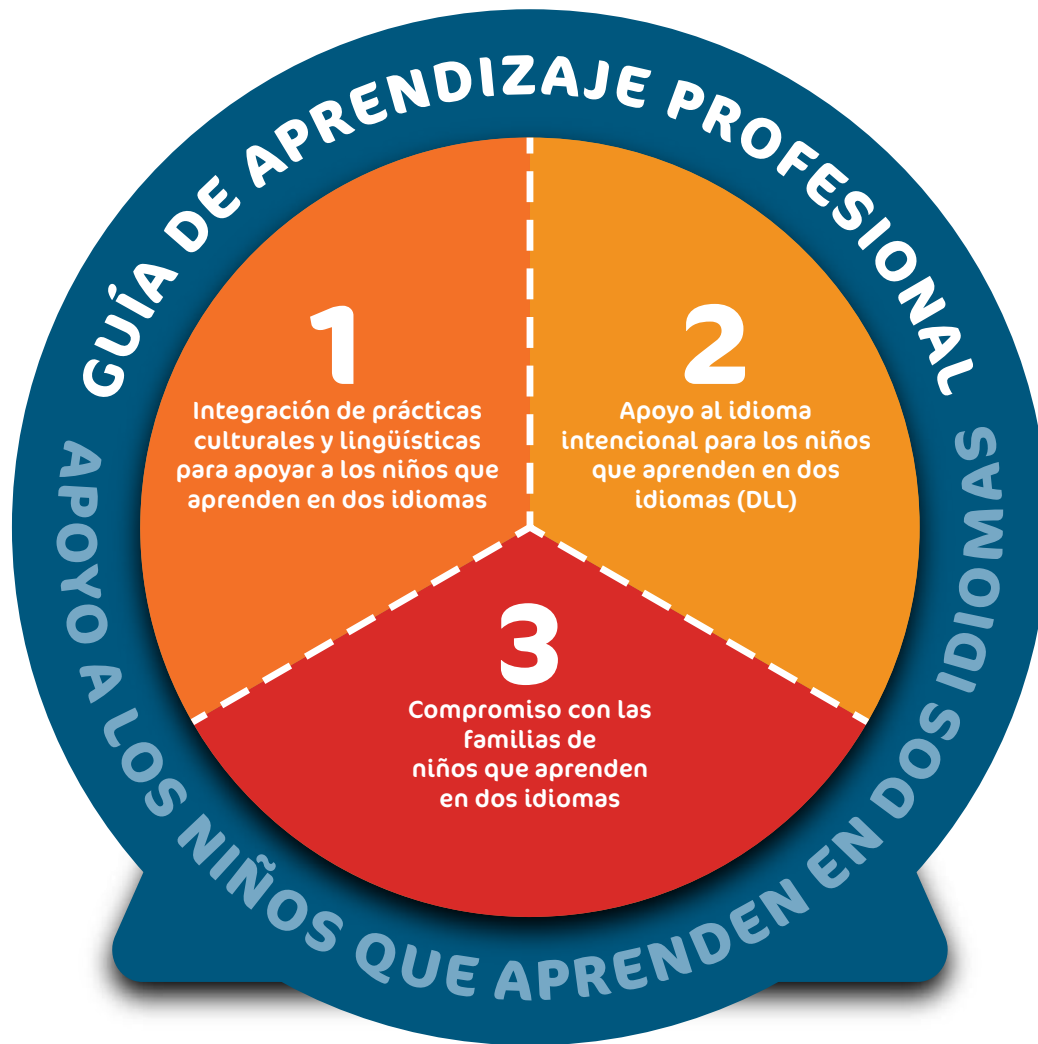 GUÍA DE APRENDIZAJE PROFESIONAL
1
Integración de prácticas
culturales y lingüísticas
para apoyar a los niños que
aprenden en dos idiomas
2
Apoyo al idioma
intencional para los niños
que aprenden en dos
idiomas (DLL)
3
Compromiso con las
familias de
niños que aprenden
en dos idiomas
APOYO A LOS NIÑOS QUE APRENDEN EN DOS IDIOMAS